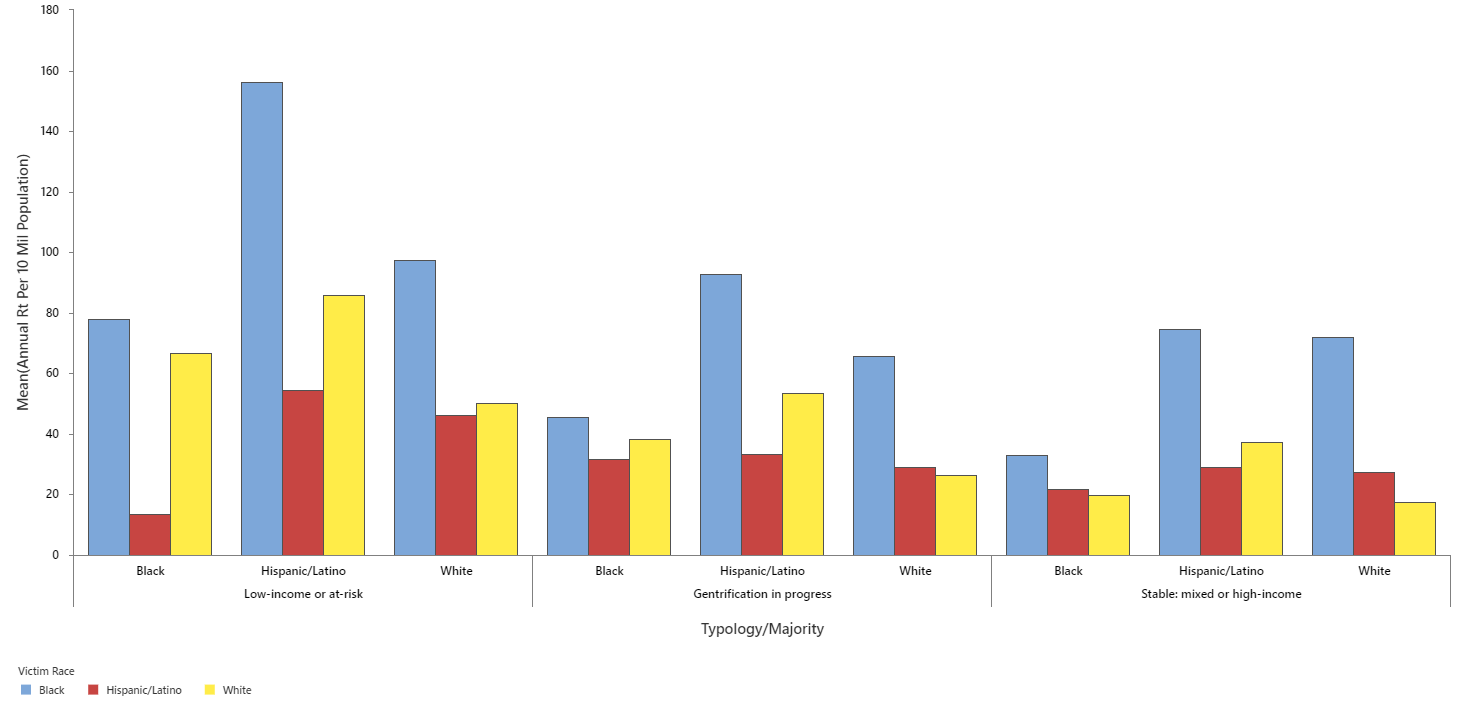 180
160
140
120
100
80
60
40
20
0
Mean(Annual Rt Per 10 Mil Population)
Black Hispanic/Latino White Black Hispanic/Latino White Black Hispanic/Latino White
Low-income or at-risk Gentrification in progress Stable: mixed or high-income
Typology/Majority
Victim Race
Black Hispanic/Latino White